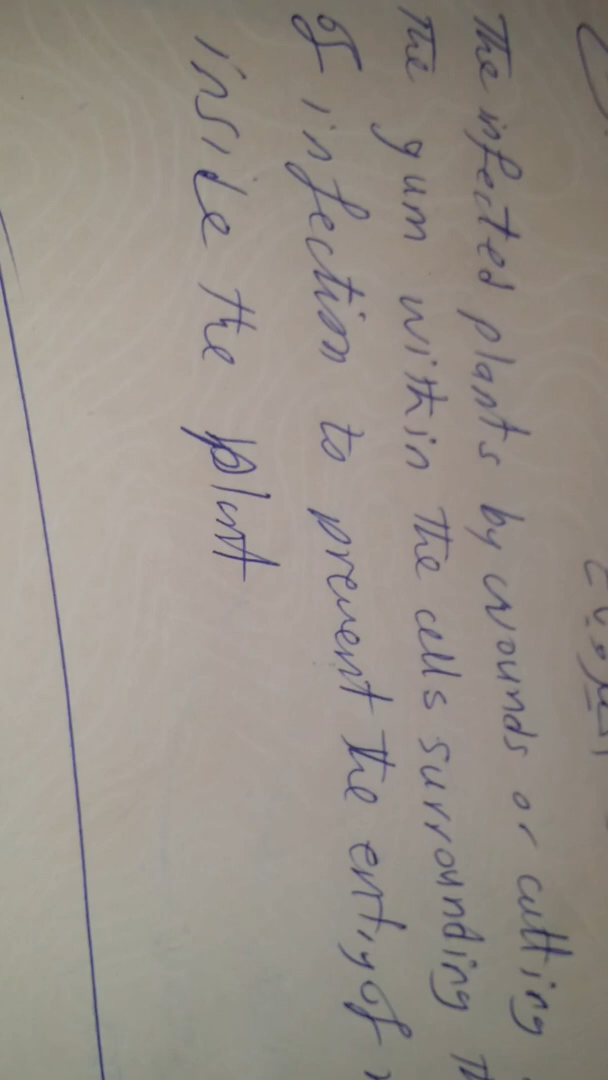 The infected plants by wounds or cutting
The gum within the cells surrounding
of infection to prevent the entry of
inside the plant